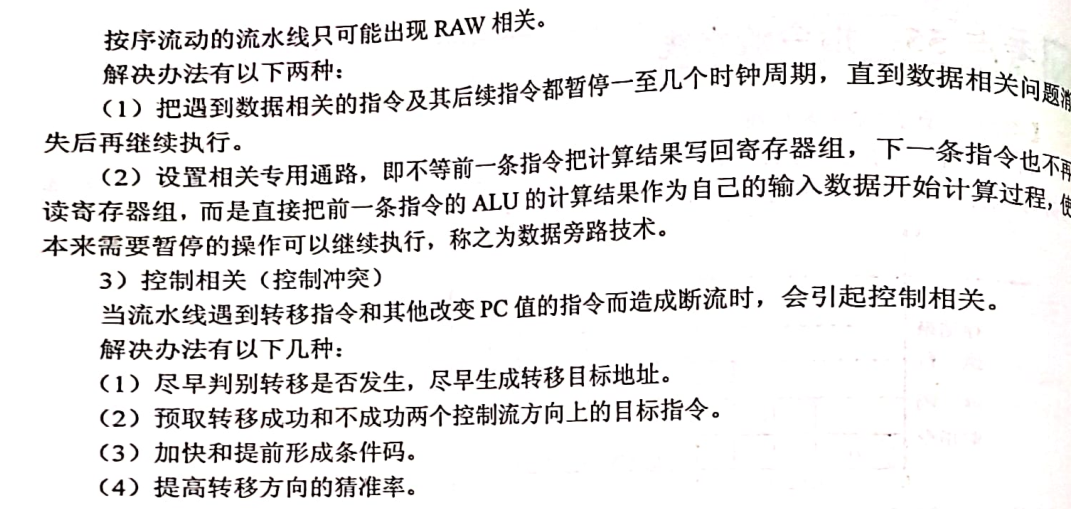 按序流动的流水线只可能出现 RAW 相关。
解决办法有以下两种：
（1）把遇到数据相关的指令及其后续指令都暂停一至几个时钟周期，直到数据相关问题
失后再继续执行。
（2）设置相关专用通路，即不等前一条指令把计算结果写回寄存器组，下一条指令也不
读寄存器组，而是直接把前一条指令的 ALU 的计算结果作为自己的输入数据开始计算过程，
本来需要暂停的操作可以继续执行，称之为数据旁路技术。
3）控制相关（控制冲突）
当流水线遇到转移指令和其他改变 PC 值的指令而造成断流时，会引起控制相关。
解决办法有以下几种：
（1）尽早判别转移是否发生，尽早生成转移目标地址。
（2）预取转移成功和不成功两个控制流方向上的目标指令。
（3）加快和提前形成条件码。
（4）提高转移方向的猜准率。